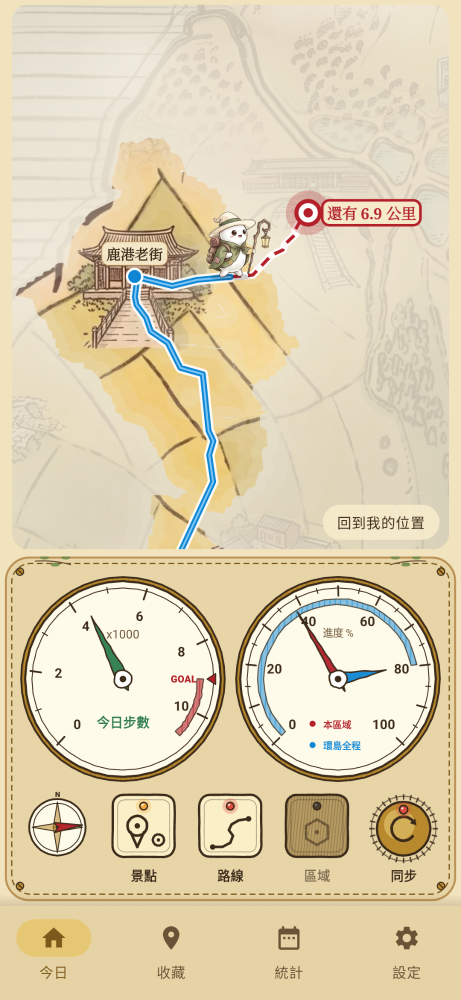 還有 6.9 公里
鹿港老街
回到我的位置
0
2
4
6
8
10
x1000
GOAL
今日步數
0
20
40
60
80
100
進度 %
本區域
環島全程
N
景點
路線
區域
同步
今日
收藏
統計
設定